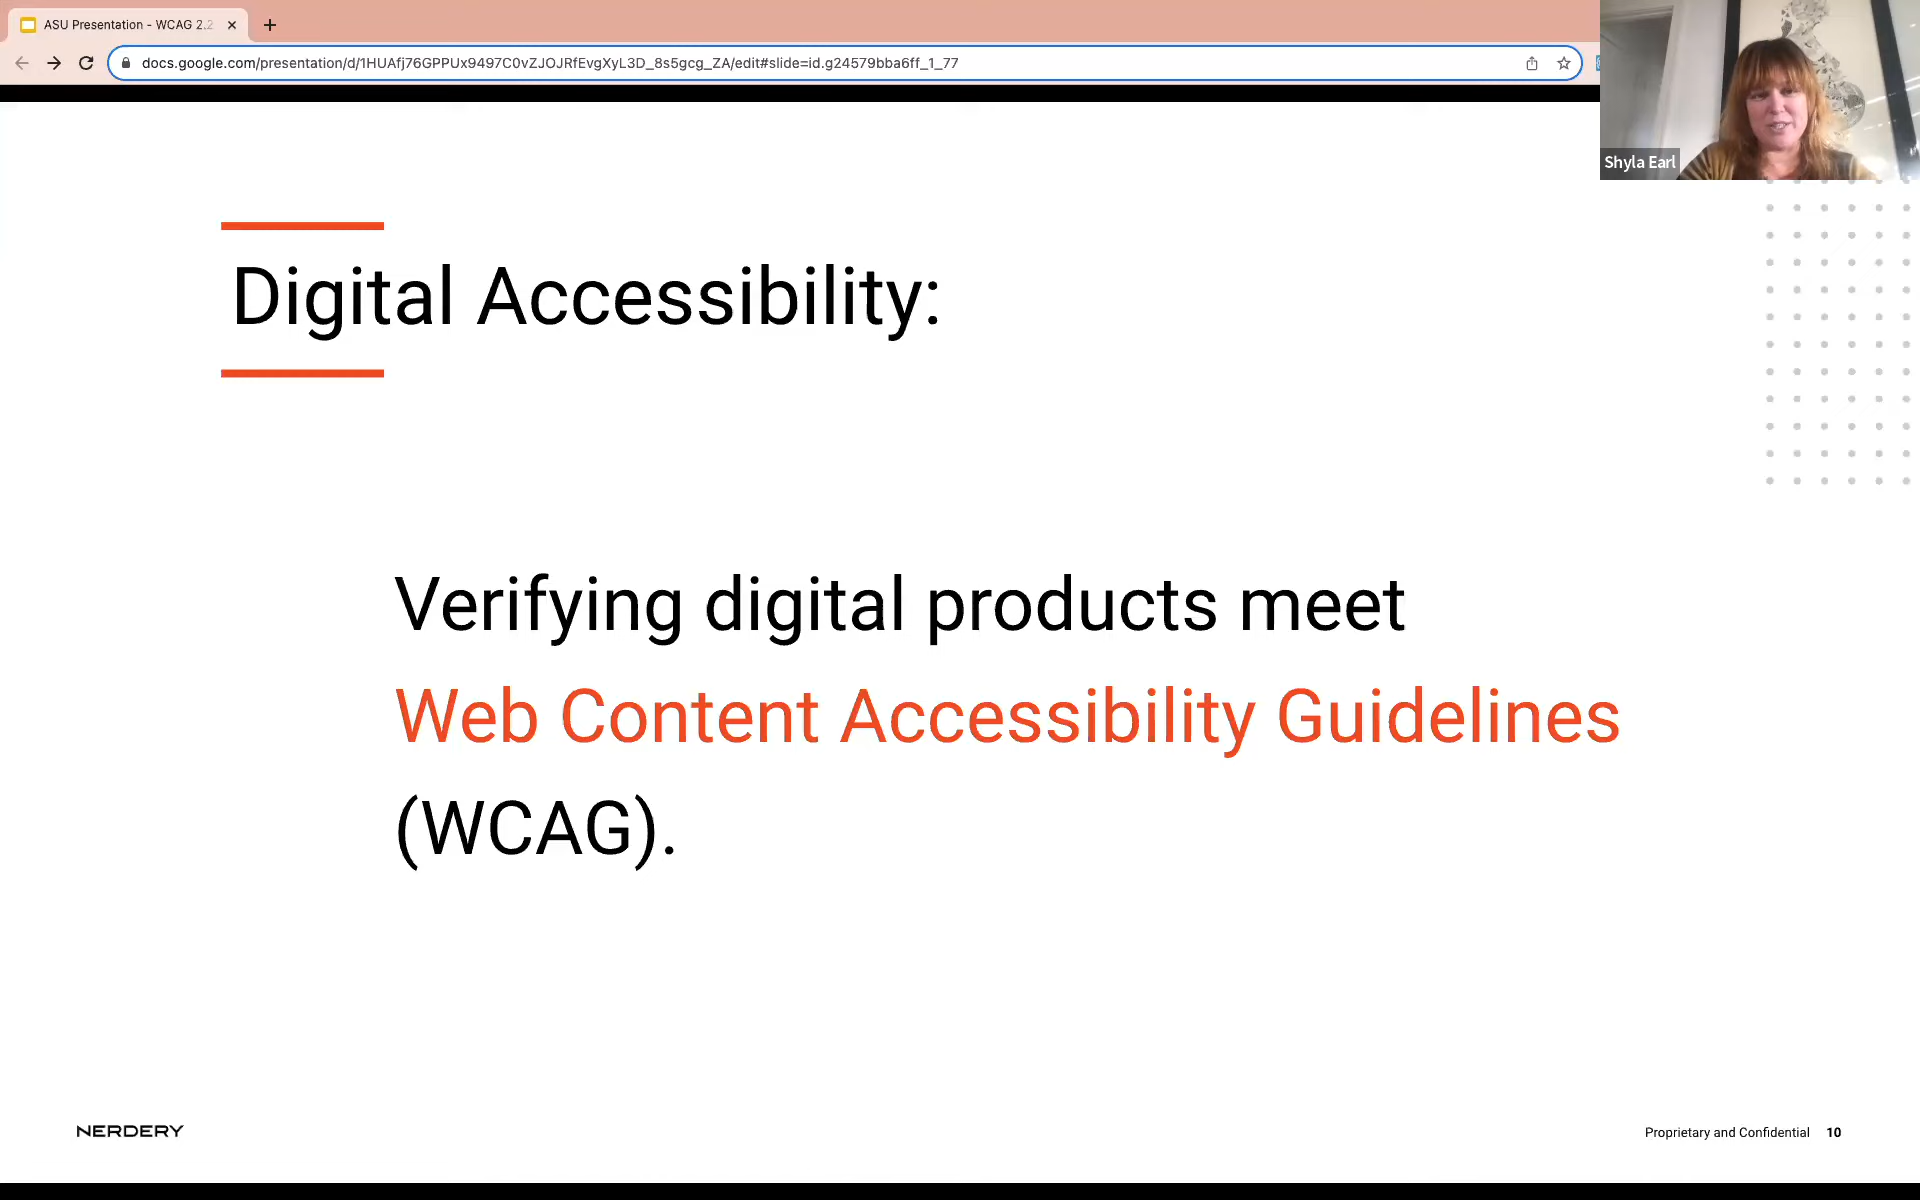 ASU Presentation - WCAG 2.2
docs.google.com/presentation/d/1HUAfj76GPPUx9497C0vZJOJRfEvgXyL3D_8s5gcg_ZA/edit#slide=id.g24579bba6ff_1_77
Shyla Earl
Digital Accessibility:
Verifying digital products meet
Web Content Accessibility Guidelines
(WCAG).
NERDERY
Proprietary and Confidential 10